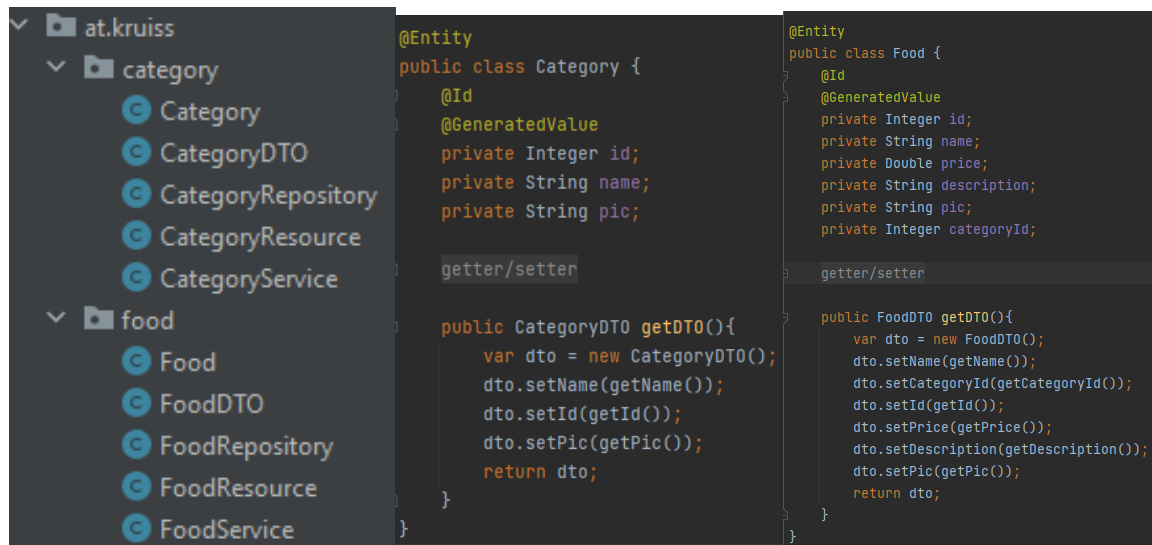 at.kruiss
category
Category
CategoryDTO
CategoryRepository
CategoryResource
CategoryService
food
Food
FoodDTO
FoodRepository
FoodResource
FoodService
@Entity
public class Category {
@Id
@GeneratedValue
private Integer id;
private String name;
private String pic;
getter/setter
public CategoryDTO getDTO(){
var dto = new CategoryDTO();
dto.setName(getName());
dto.setId(getId());
dto.setPic(getPic());
return dto;
}
}
@Entity
public class Food {
@Id
@GeneratedValue
private Integer id;
private String name;
private Double price;
private String description;
private String pic;
private Integer categoryId;
getter/setter
public FoodDTO getDTO(){
var dto = new FoodDTO();
dto.setName(getName());
dto.setCategoryId(getCategoryId());
dto.setId(getId());
dto.setPrice(getPrice());
dto.setDescription(getDescription());
dto.setPic(getPic());
return dto;
}
}